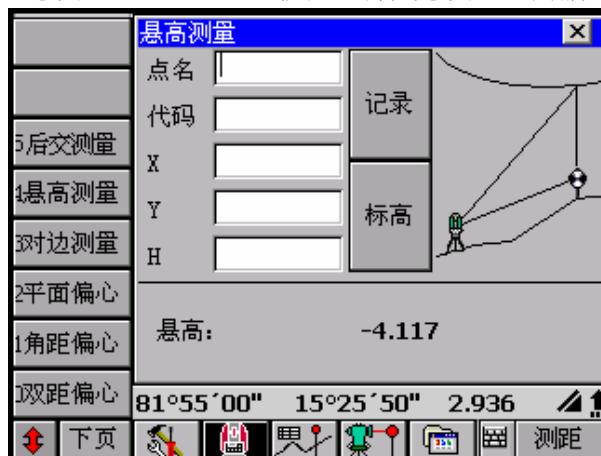 悬高测量
点名
代码
X
Y
H
记录
标高
5后交测量
4悬高测量
3对边测量
2平面偏心
1角距偏心
双距偏心
悬高: -4.117
81°55′00" 15°25′50" 2.936
下页
测距